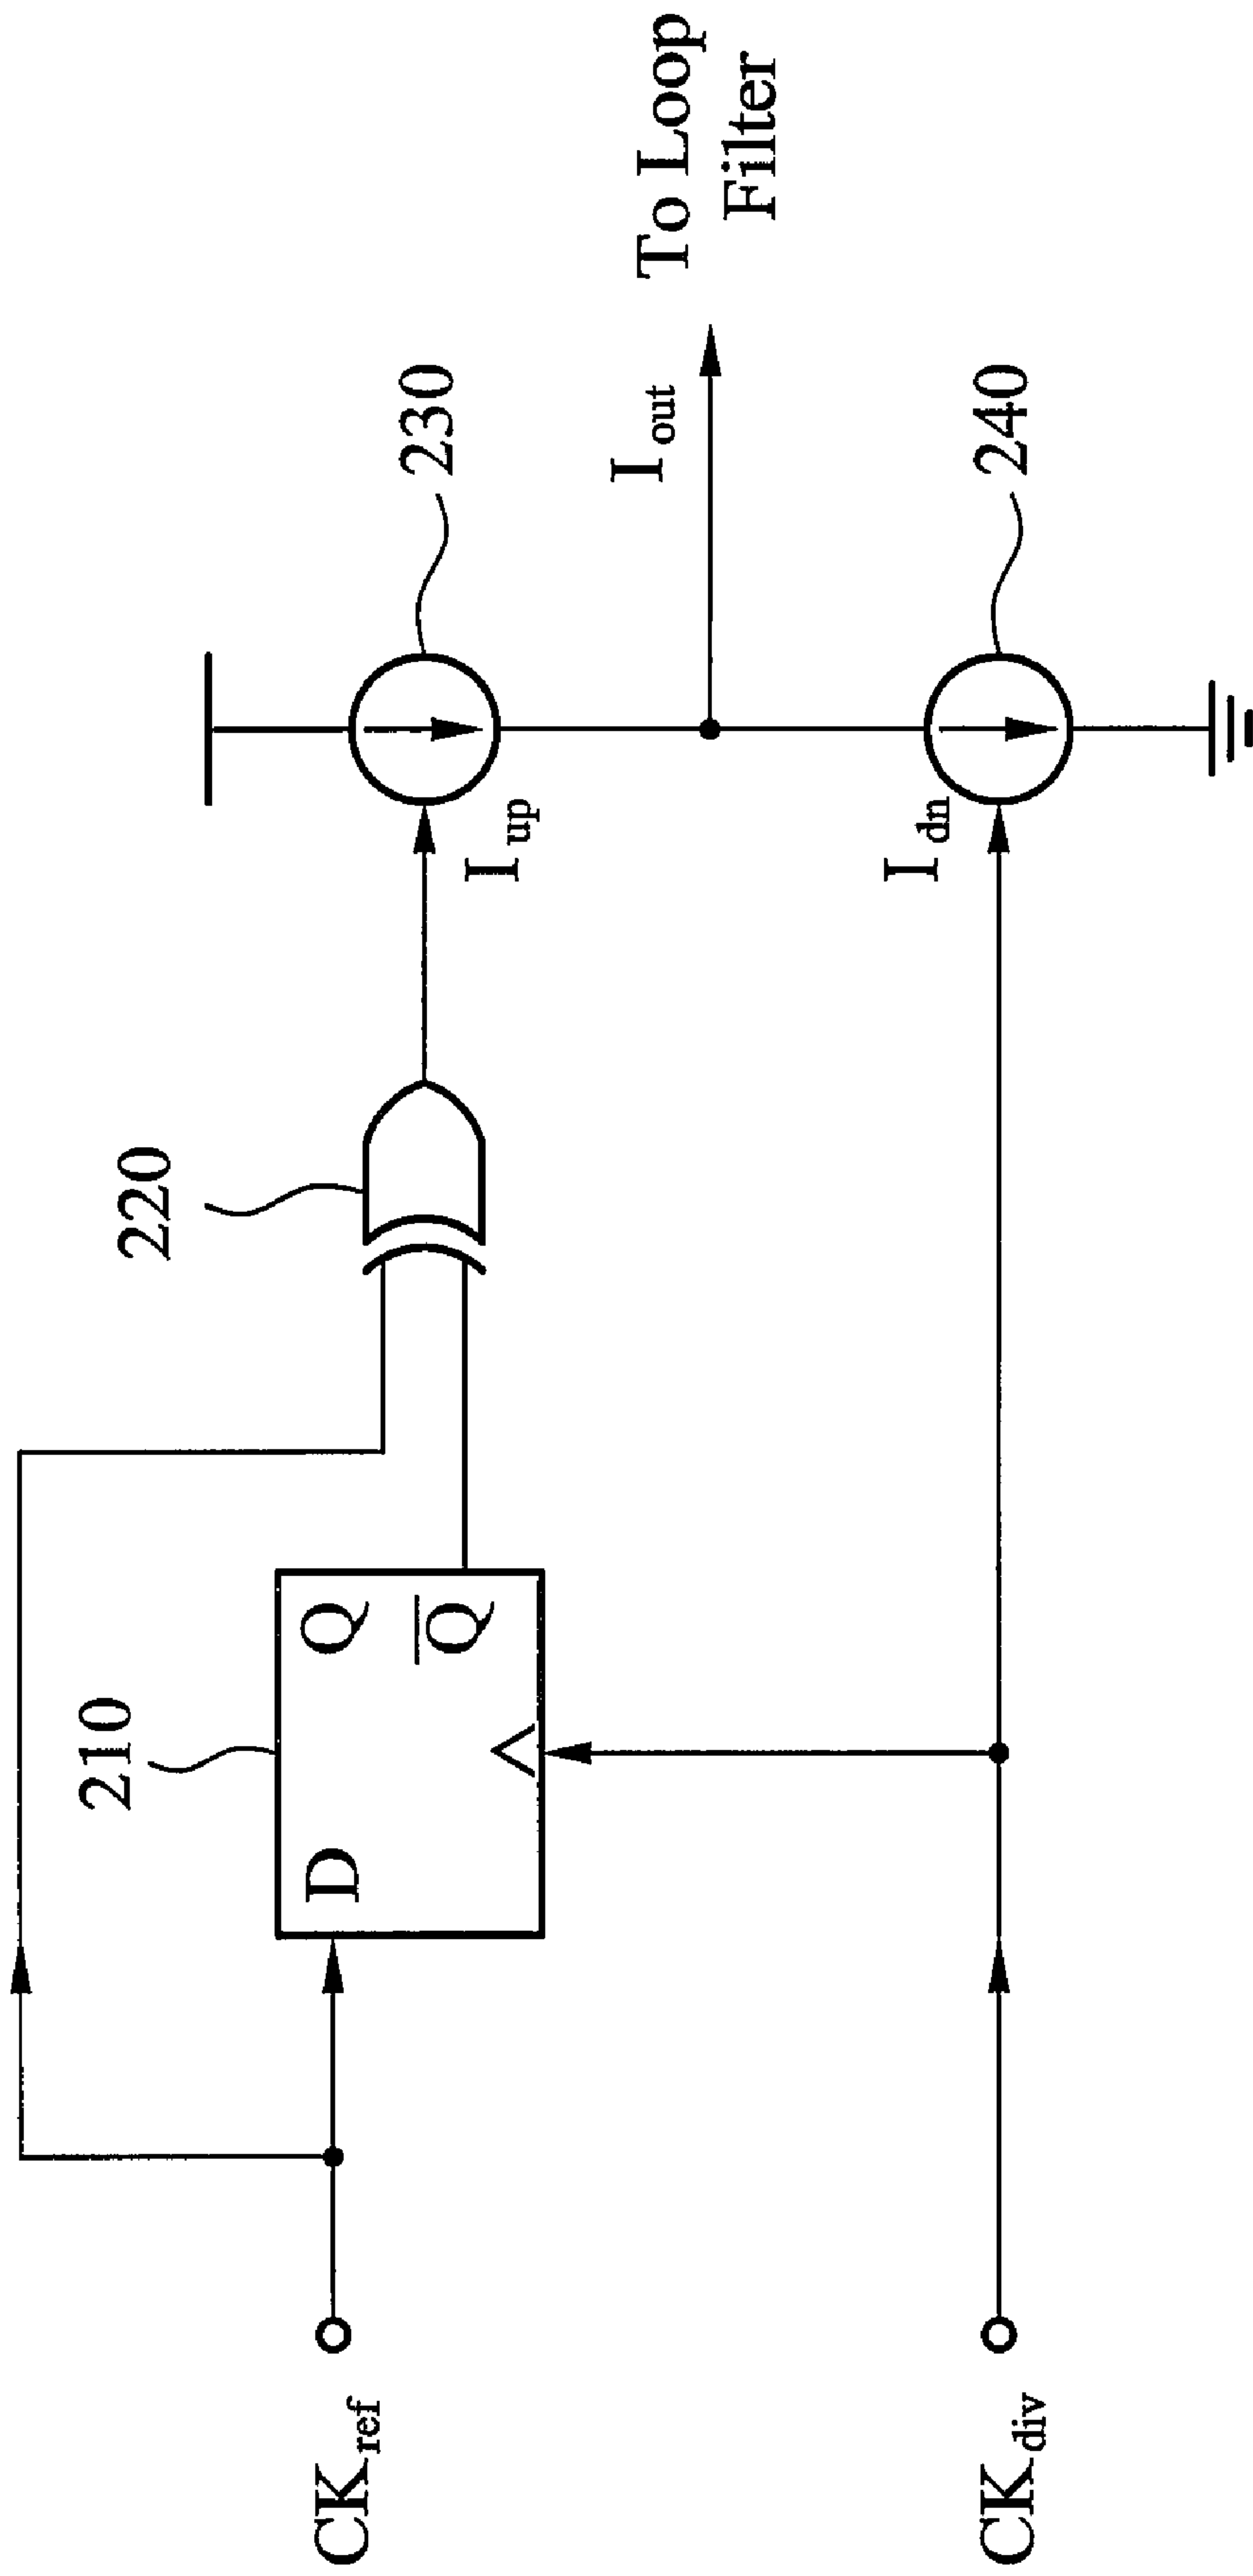 220
210
230
D
Q
Q̅
I_up
I_out
To Loop
Filter
I_dn
240
CK_ref
CK_div